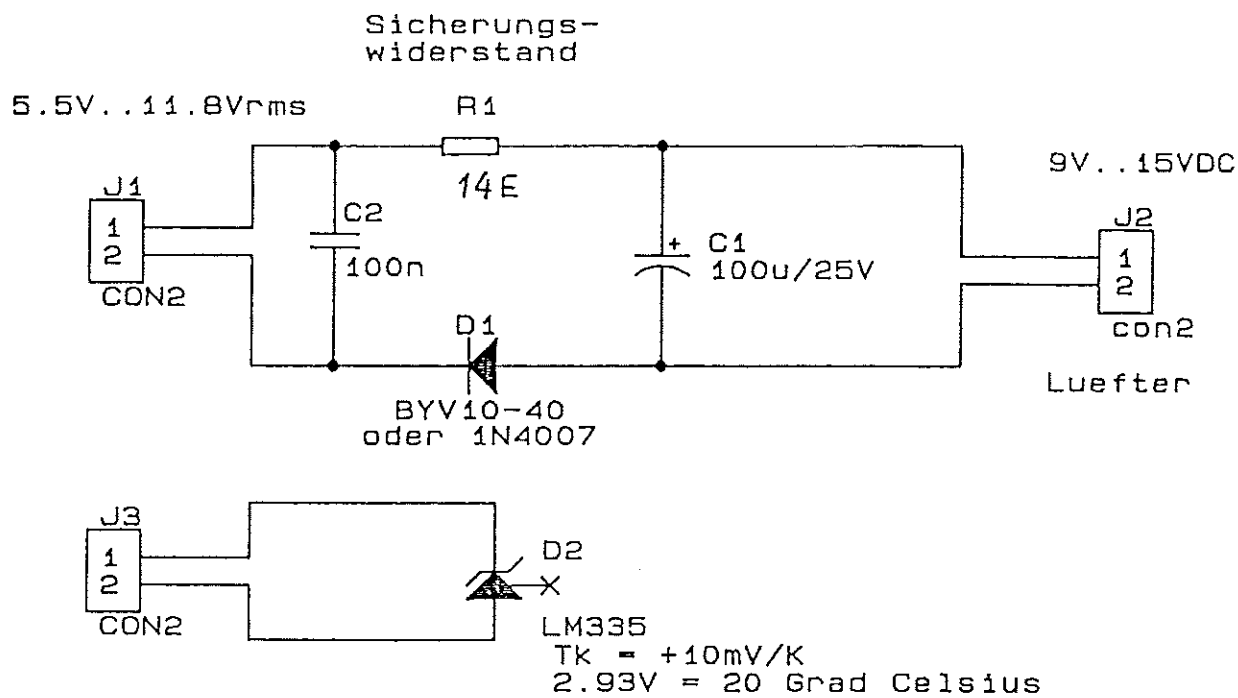 Sicherungs-
widerstand
5.5V..11.8Vrms
R1
14E
9V..15VDC
J1
1
2
CON2
C2
100n
+
C1
100u/25V
J2
1
2
con2
D1
BYV10-40
oder 1N4007
Luefter
J3
1
2
CON2
D2
LM335
Tk = +10mV/K
2.93V = 20 Grad Celsius